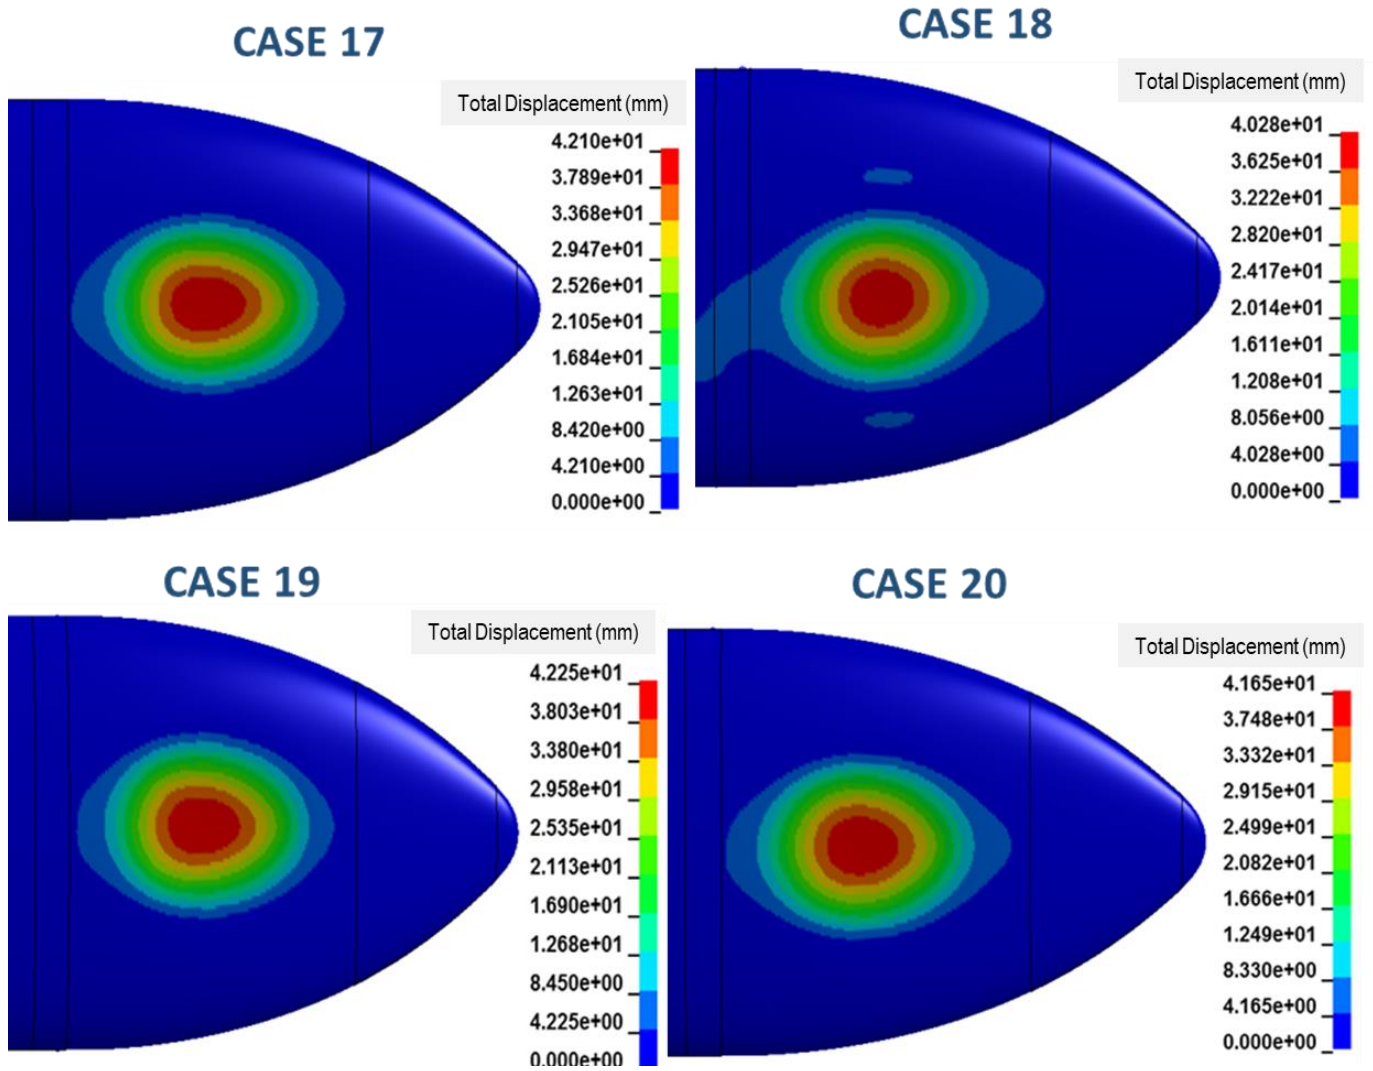 CASE 17
Total Displacement (mm)
4.210e+01
3.789e+01
3.368e+01
2.947e+01
2.526e+01
2.105e+01
1.684e+01
1.263e+01
8.420e+00
4.210e+00
0.000e+00
CASE 18
Total Displacement (mm)
4.028e+01
3.625e+01
3.222e+01
2.820e+01
2.417e+01
2.014e+01
1.611e+01
1.208e+01
8.056e+00
4.028e+00
0.000e+00
CASE 19
Total Displacement (mm)
4.225e+01
3.803e+01
3.380e+01
2.958e+01
2.535e+01
2.113e+01
1.690e+01
1.268e+01
8.450e+00
4.225e+00
0.000e+00
CASE 20
Total Displacement (mm)
4.165e+01
3.748e+01
3.332e+01
2.915e+01
2.499e+01
2.082e+01
1.666e+01
1.249e+01
8.330e+00
4.165e+00
0.000e+00